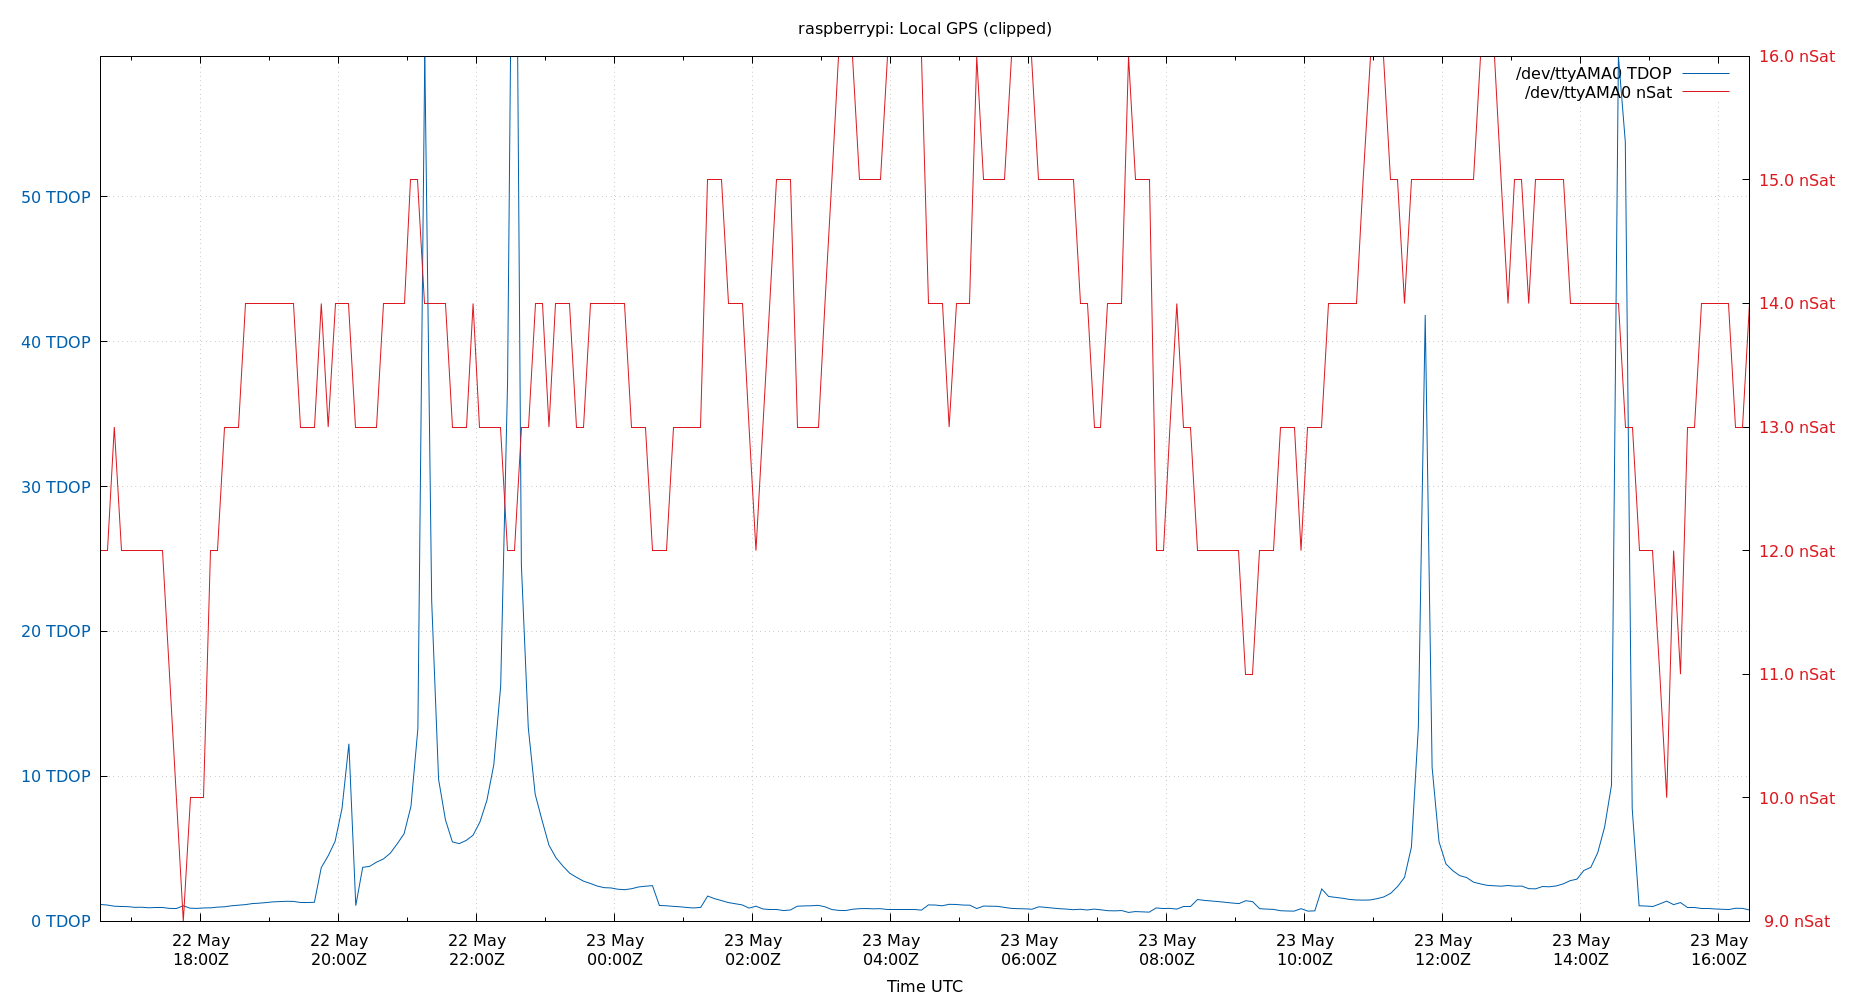 raspberrypi: Local GPS (clipped)
16.0 nSat
/dev/ttyAMA0 TDOP
/dev/ttyAMA0 nSat
15.0 nSat
50 TDOP
14.0 nSat
40 TDOP
13.0 nSat
30 TDOP
12.0 nSat
20 TDOP
11.0 nSat
10 TDOP
10.0 nSat
0 TDOP
9.0 nSat
22 May 22 May 22 May 23 May 23 May 23 May 23 May 23 May 23 May 23 May 23 May 23 May
18:00Z 20:00Z 22:00Z 00:00Z 02:00Z 04:00Z 06:00Z 08:00Z 10:00Z 12:00Z 14:00Z 16:00Z
Time UTC